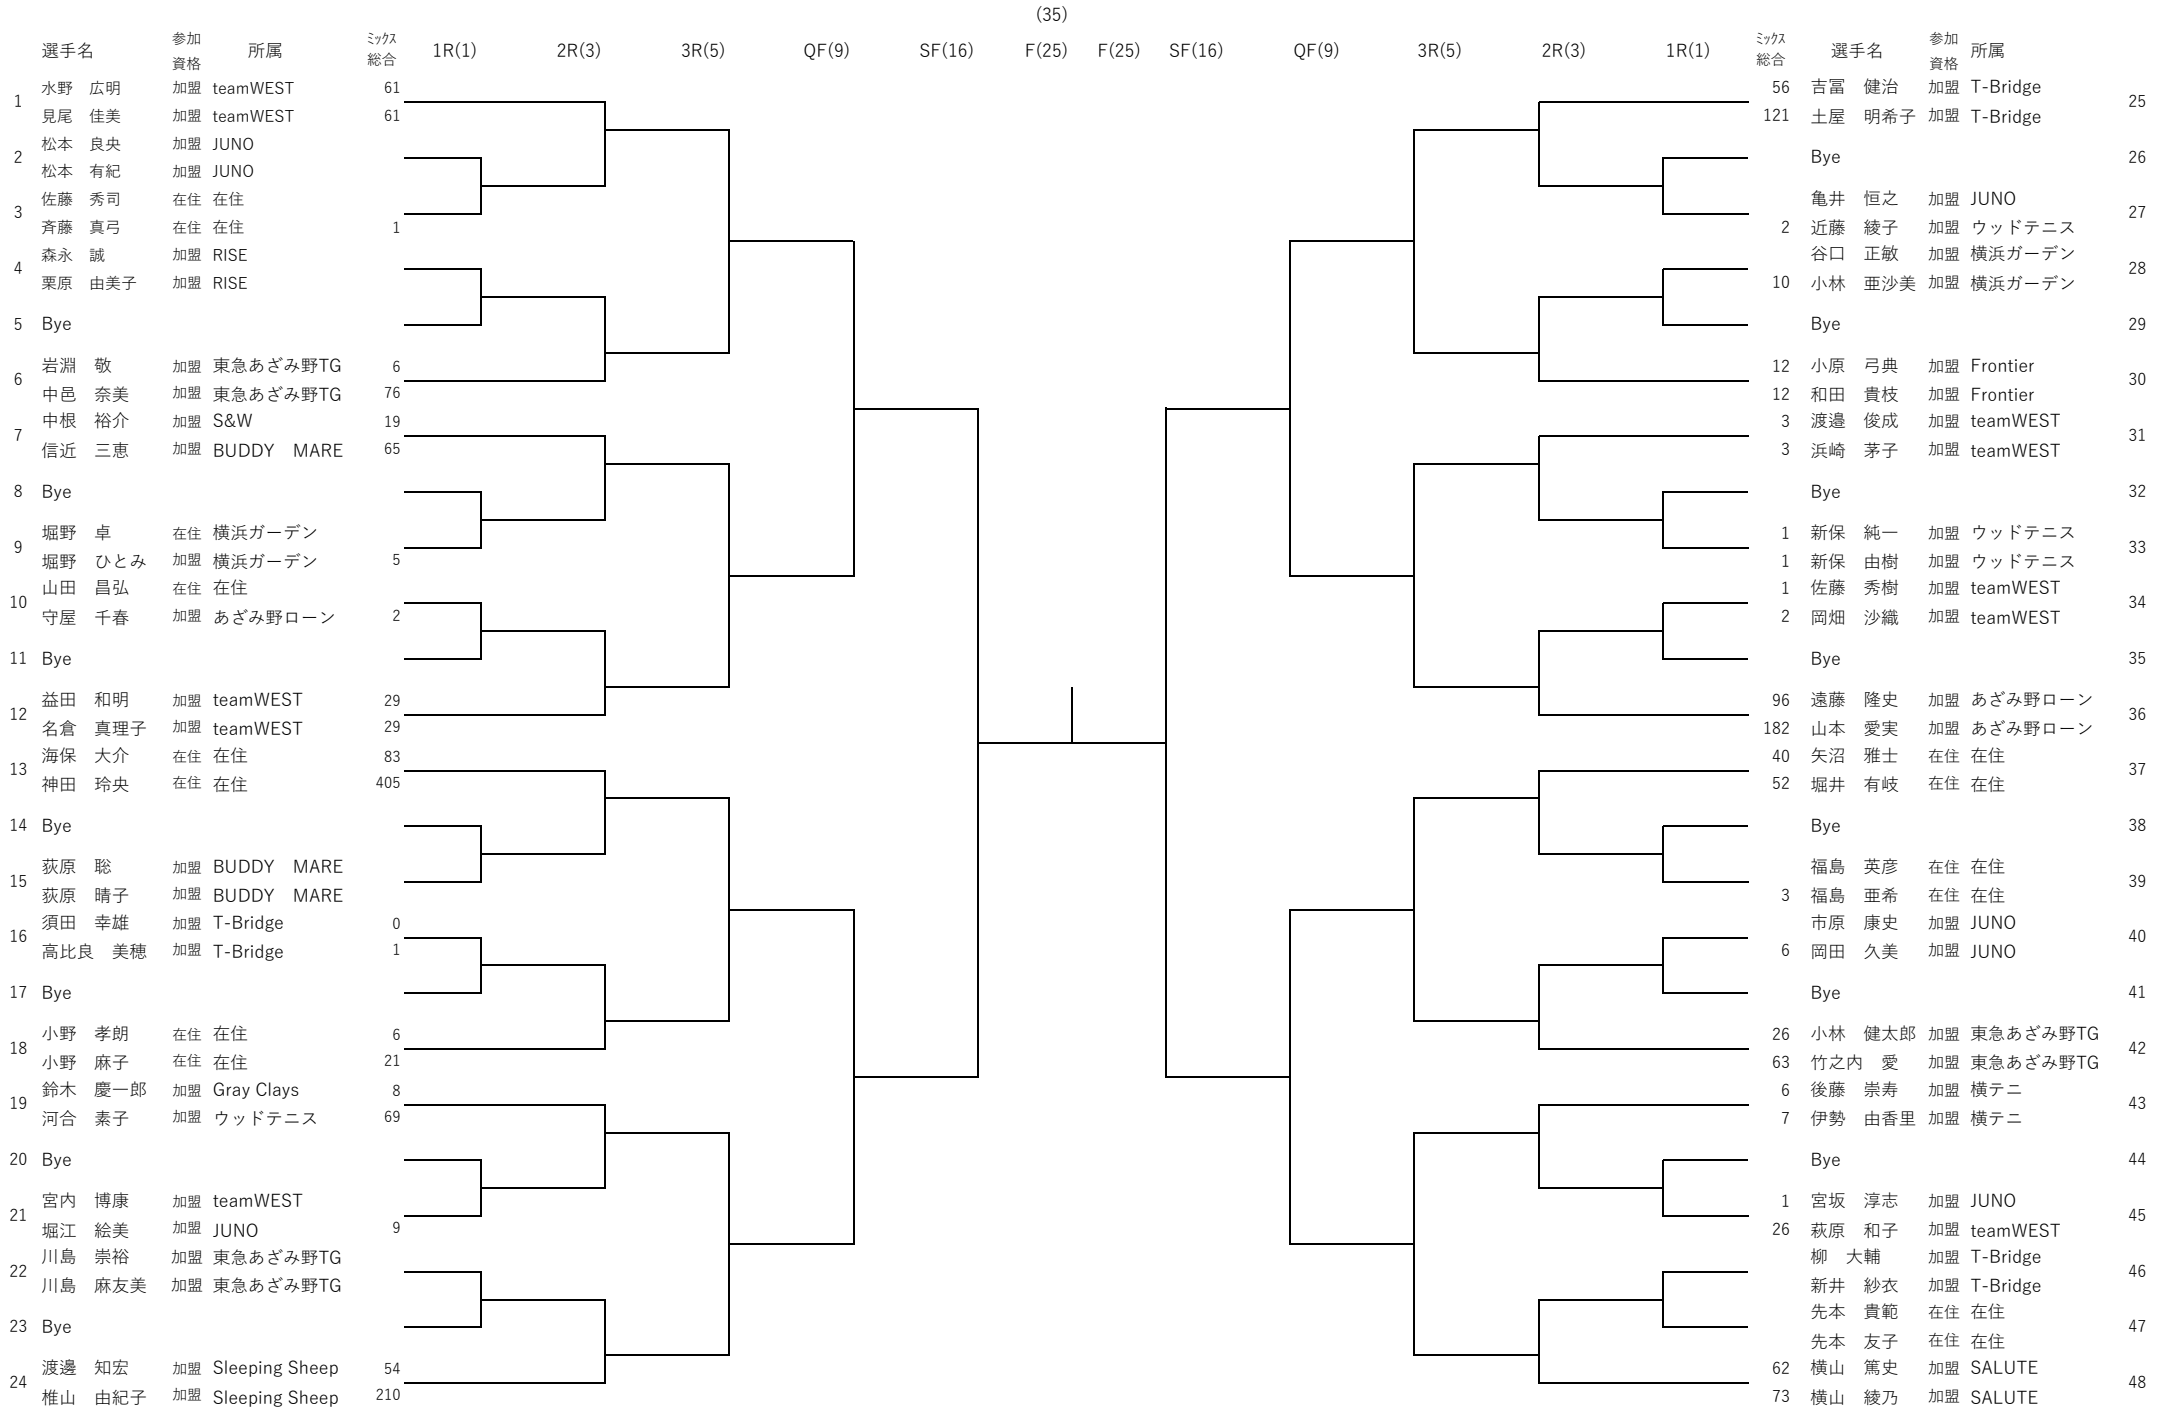 (35)
選手名 参加資格 所属 ﾐｯｸｽ総合 1R(1) 2R(3) 3R(5) QF(9) SF(16) F(25) F(25) SF(16) QF(9) 3R(5) 2R(3) 1R(1) ﾐｯｸｽ総合 選手名 参加資格 所属
1
水野　広明 加盟 teamWEST 61
見尾　佳美 加盟 teamWEST 61
2
松本　良央 加盟 JUNO
松本　有紀 加盟 JUNO
3
佐藤　秀司 在住 在住
斉藤　真弓 在住 在住 1
4
森永　誠 加盟 RISE
栗原　由美子 加盟 RISE
5 Bye
6
岩淵　敬 加盟 東急あざみ野TG 6
中邑　奈美 加盟 東急あざみ野TG 76
7
中根　裕介 加盟 S&W 19
信近　三恵 加盟 BUDDY　MARE 65
8 Bye
9
堀野　卓 在住 横浜ガーデン
堀野　ひとみ 加盟 横浜ガーデン 5
10
山田　昌弘 在住 在住
守屋　千春 加盟 あざみ野ローン 2
11 Bye
12
益田　和明 加盟 teamWEST 29
名倉　真理子 加盟 teamWEST 29
13
海保　大介 在住 在住 83
神田　玲央 在住 在住 405
14 Bye
15
荻原　聡 加盟 BUDDY　MARE
荻原　晴子 加盟 BUDDY　MARE
16
須田　幸雄 加盟 T-Bridge 0
高比良　美穂 加盟 T-Bridge 1
17 Bye
18
小野　孝朗 在住 在住 6
小野　麻子 在住 在住 21
19
鈴木　慶一郎 加盟 Gray Clays 8
河合　素子 加盟 ウッドテニス 69
20 Bye
21
宮内　博康 加盟 teamWEST
堀江　絵美 加盟 JUNO 9
22
川島　崇裕 加盟 東急あざみ野TG
川島　麻友美 加盟 東急あざみ野TG
23 Bye
24
渡邊　知宏 加盟 Sleeping Sheep 54
椎山　由紀子 加盟 Sleeping Sheep 210
56 吉冨　健治 加盟 T-Bridge
25
121 土屋　明希子 加盟 T-Bridge
Bye 26
亀井　恒之 加盟 JUNO
27
2 近藤　綾子 加盟 ウッドテニス
谷口　正敏 加盟 横浜ガーデン
28
10 小林　亜沙美 加盟 横浜ガーデン
Bye 29
12 小原　弓典 加盟 Frontier
30
12 和田　貴枝 加盟 Frontier
3 渡邉　俊成 加盟 teamWEST
31
3 浜崎　茅子 加盟 teamWEST
Bye 32
1 新保　純一 加盟 ウッドテニス
33
1 新保　由樹 加盟 ウッドテニス
1 佐藤　秀樹 加盟 teamWEST
34
2 岡畑　沙織 加盟 teamWEST
Bye 35
96 遠藤　隆史 加盟 あざみ野ローン
36
182 山本　愛実 加盟 あざみ野ローン
40 矢沼　雅士 在住 在住
37
52 堀井　有岐 在住 在住
Bye 38
福島　英彦 在住 在住
39
3 福島　亜希 在住 在住
市原　康史 加盟 JUNO
40
6 岡田　久美 加盟 JUNO
Bye 41
26 小林　健太郎 加盟 東急あざみ野TG
42
63 竹之内　愛 加盟 東急あざみ野TG
6 後藤　崇寿 加盟 横テニ
43
7 伊勢　由香里 加盟 横テニ
Bye 44
1 宮坂　淳志 加盟 JUNO
45
26 萩原　和子 加盟 teamWEST
柳　大輔 加盟 T-Bridge
46
新井　紗衣 加盟 T-Bridge
先本　貴範 在住 在住
47
先本　友子 在住 在住
62 横山　篤史 加盟 SALUTE
48
73 横山　綾乃 加盟 SALUTE